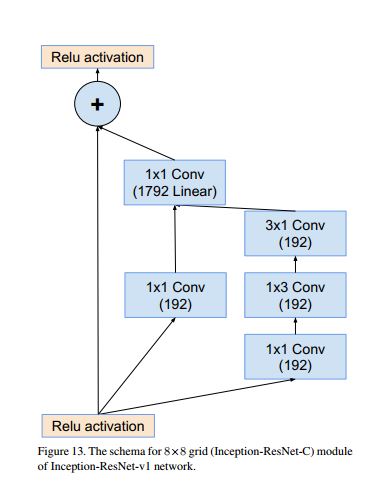 Relu activation
+
1x1 Conv
(1792 Linear)
3x1 Conv
(192)
1x1 Conv
(192)
1x3 Conv
(192)
1x1 Conv
(192)
Relu activation
Figure 13. The schema for 8×8 grid (Inception-ResNet-C) module
of Inception-ResNet-v1 network.